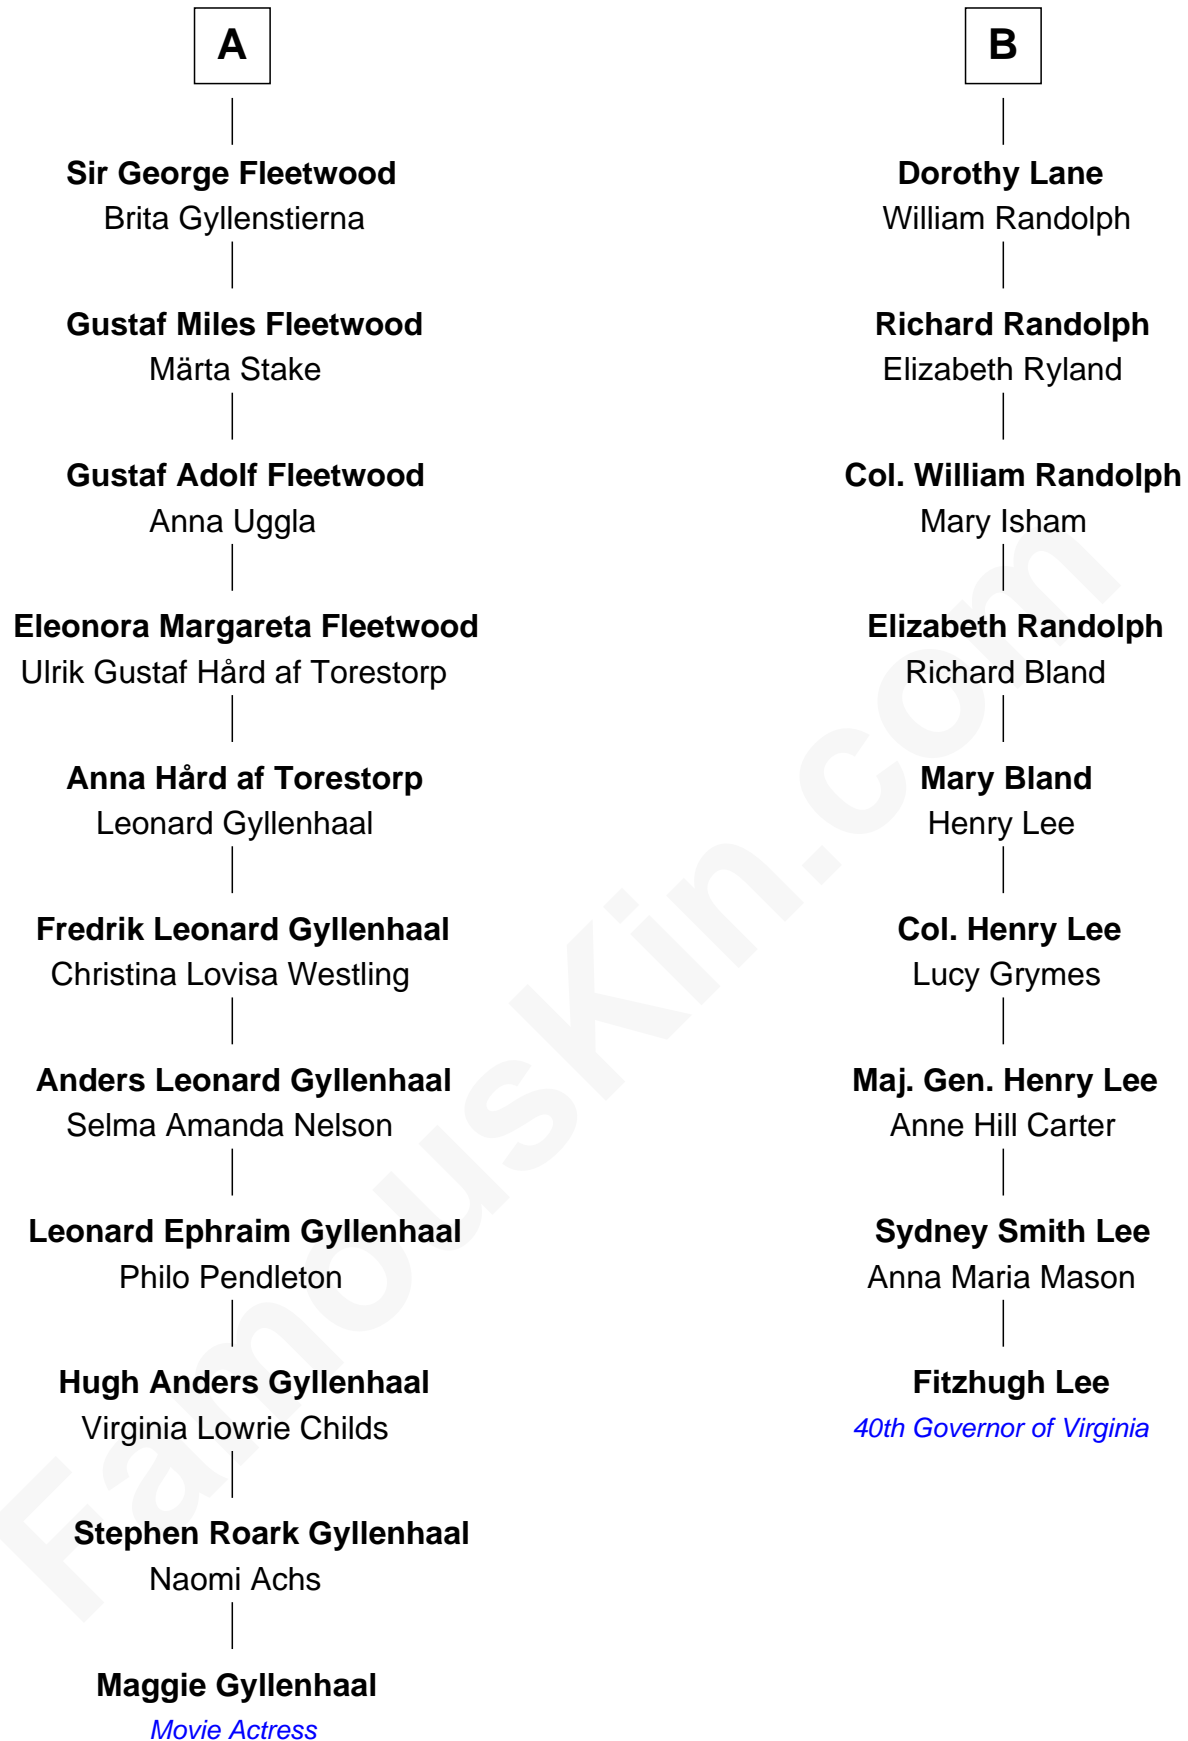 A
Sir George Fleetwood
Brita Gyllenstierna
Gustaf Miles Fleetwood
Märta Stake
Gustaf Adolf Fleetwood
Anna Uggla
Eleonora Margareta Fleetwood
Ulrik Gustaf Hård af Torestorp
Anna Hård af Torestorp
Leonard Gyllenhaal
Fredrik Leonard Gyllenhaal
Christina Lovisa Westling
Anders Leonard Gyllenhaal
Selma Amanda Nelson
Leonard Ephraim Gyllenhaal
Philo Pendleton
Hugh Anders Gyllenhaal
Virginia Lowrie Childs
Stephen Roark Gyllenhaal
Naomi Achs
Maggie Gyllenhaal
Movie Actress
B
Dorothy Lane
William Randolph
Richard Randolph
Elizabeth Ryland
Col. William Randolph
Mary Isham
Elizabeth Randolph
Richard Bland
Mary Bland
Henry Lee
Col. Henry Lee
Lucy Grymes
Maj. Gen. Henry Lee
Anne Hill Carter
Sydney Smith Lee
Anna Maria Mason
Fitzhugh Lee
40th Governor of Virginia
FamousKin.com